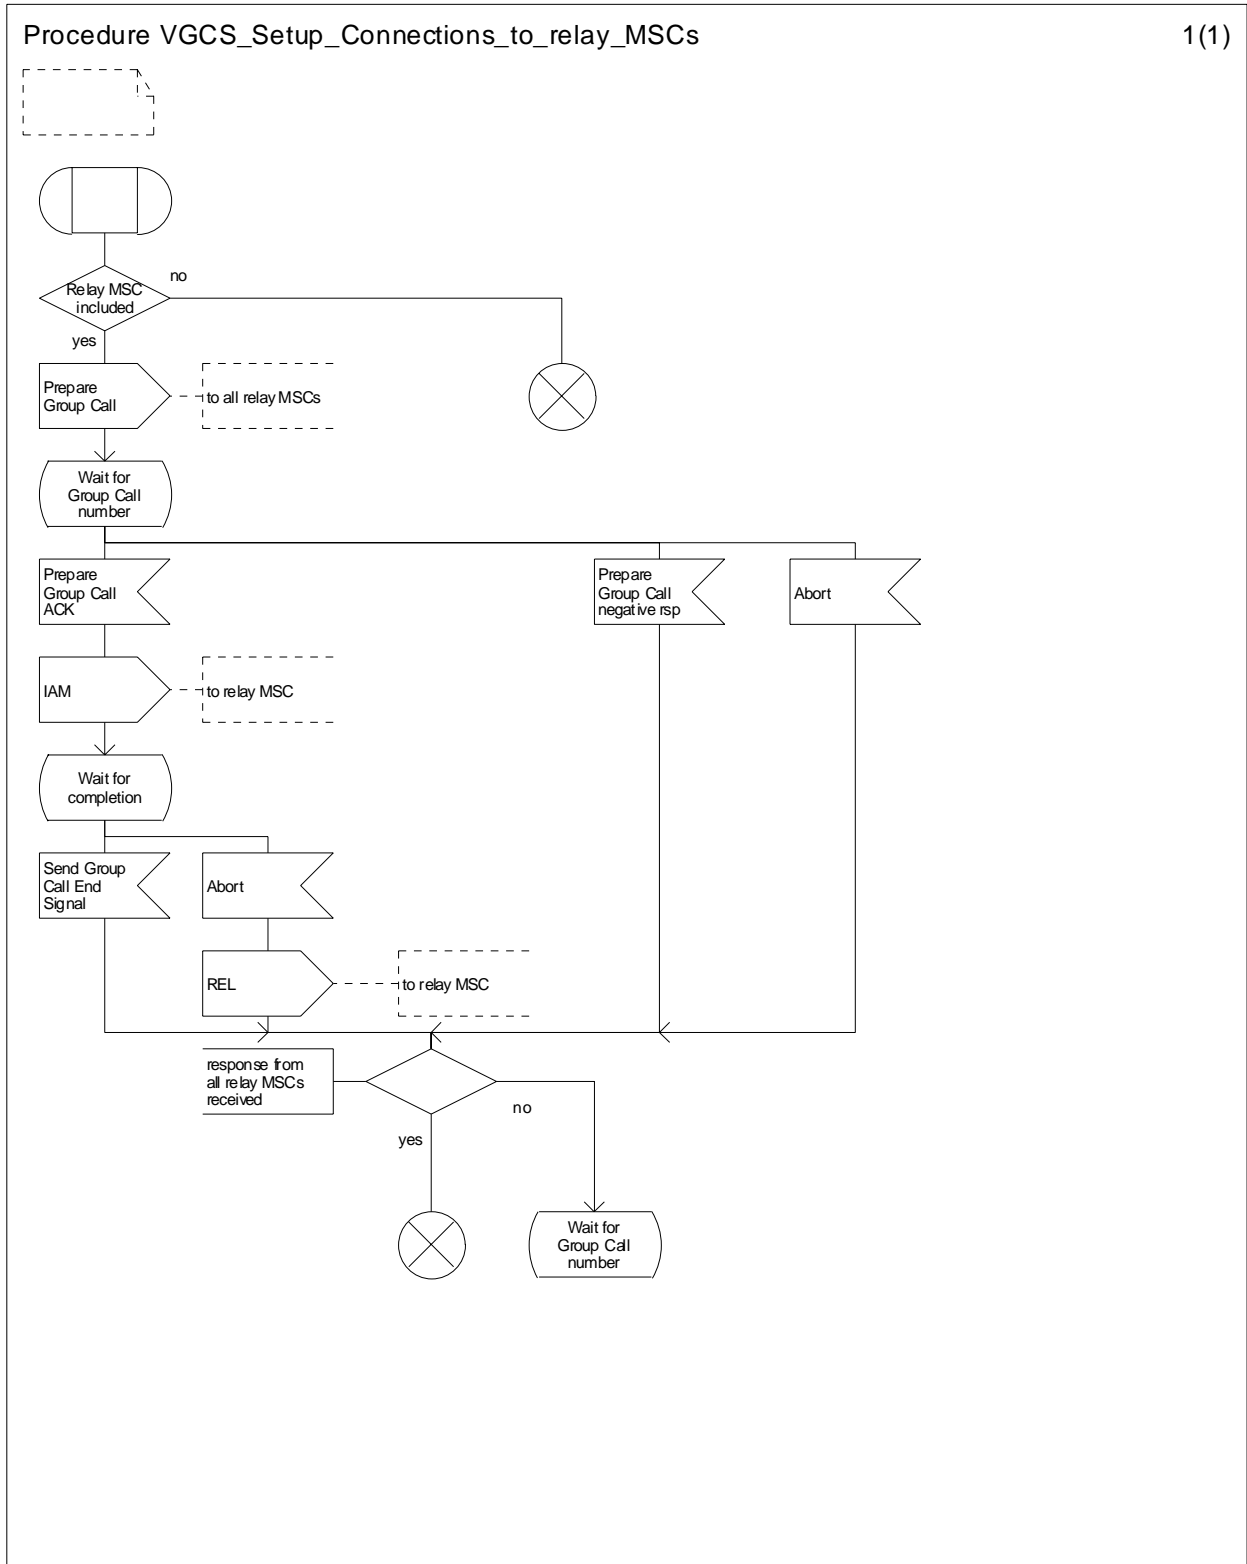 Procedure VGCS_Setup_Connections_to_relay_MSCs
1(1)
Relay MSC
included
no
yes
Prepare
Group Call
to all relay MSCs
Wait for
Group Call
number
Prepare
Group Call
ACK
Prepare
Group Call
negative rsp
Abort
IAM
to relay MSC
Wait for
completion
Send Group
Call End
Signal
Abort
REL
to relay MSC
response from
all relay MSCs
received
no
yes
Wait for
Group Call
number